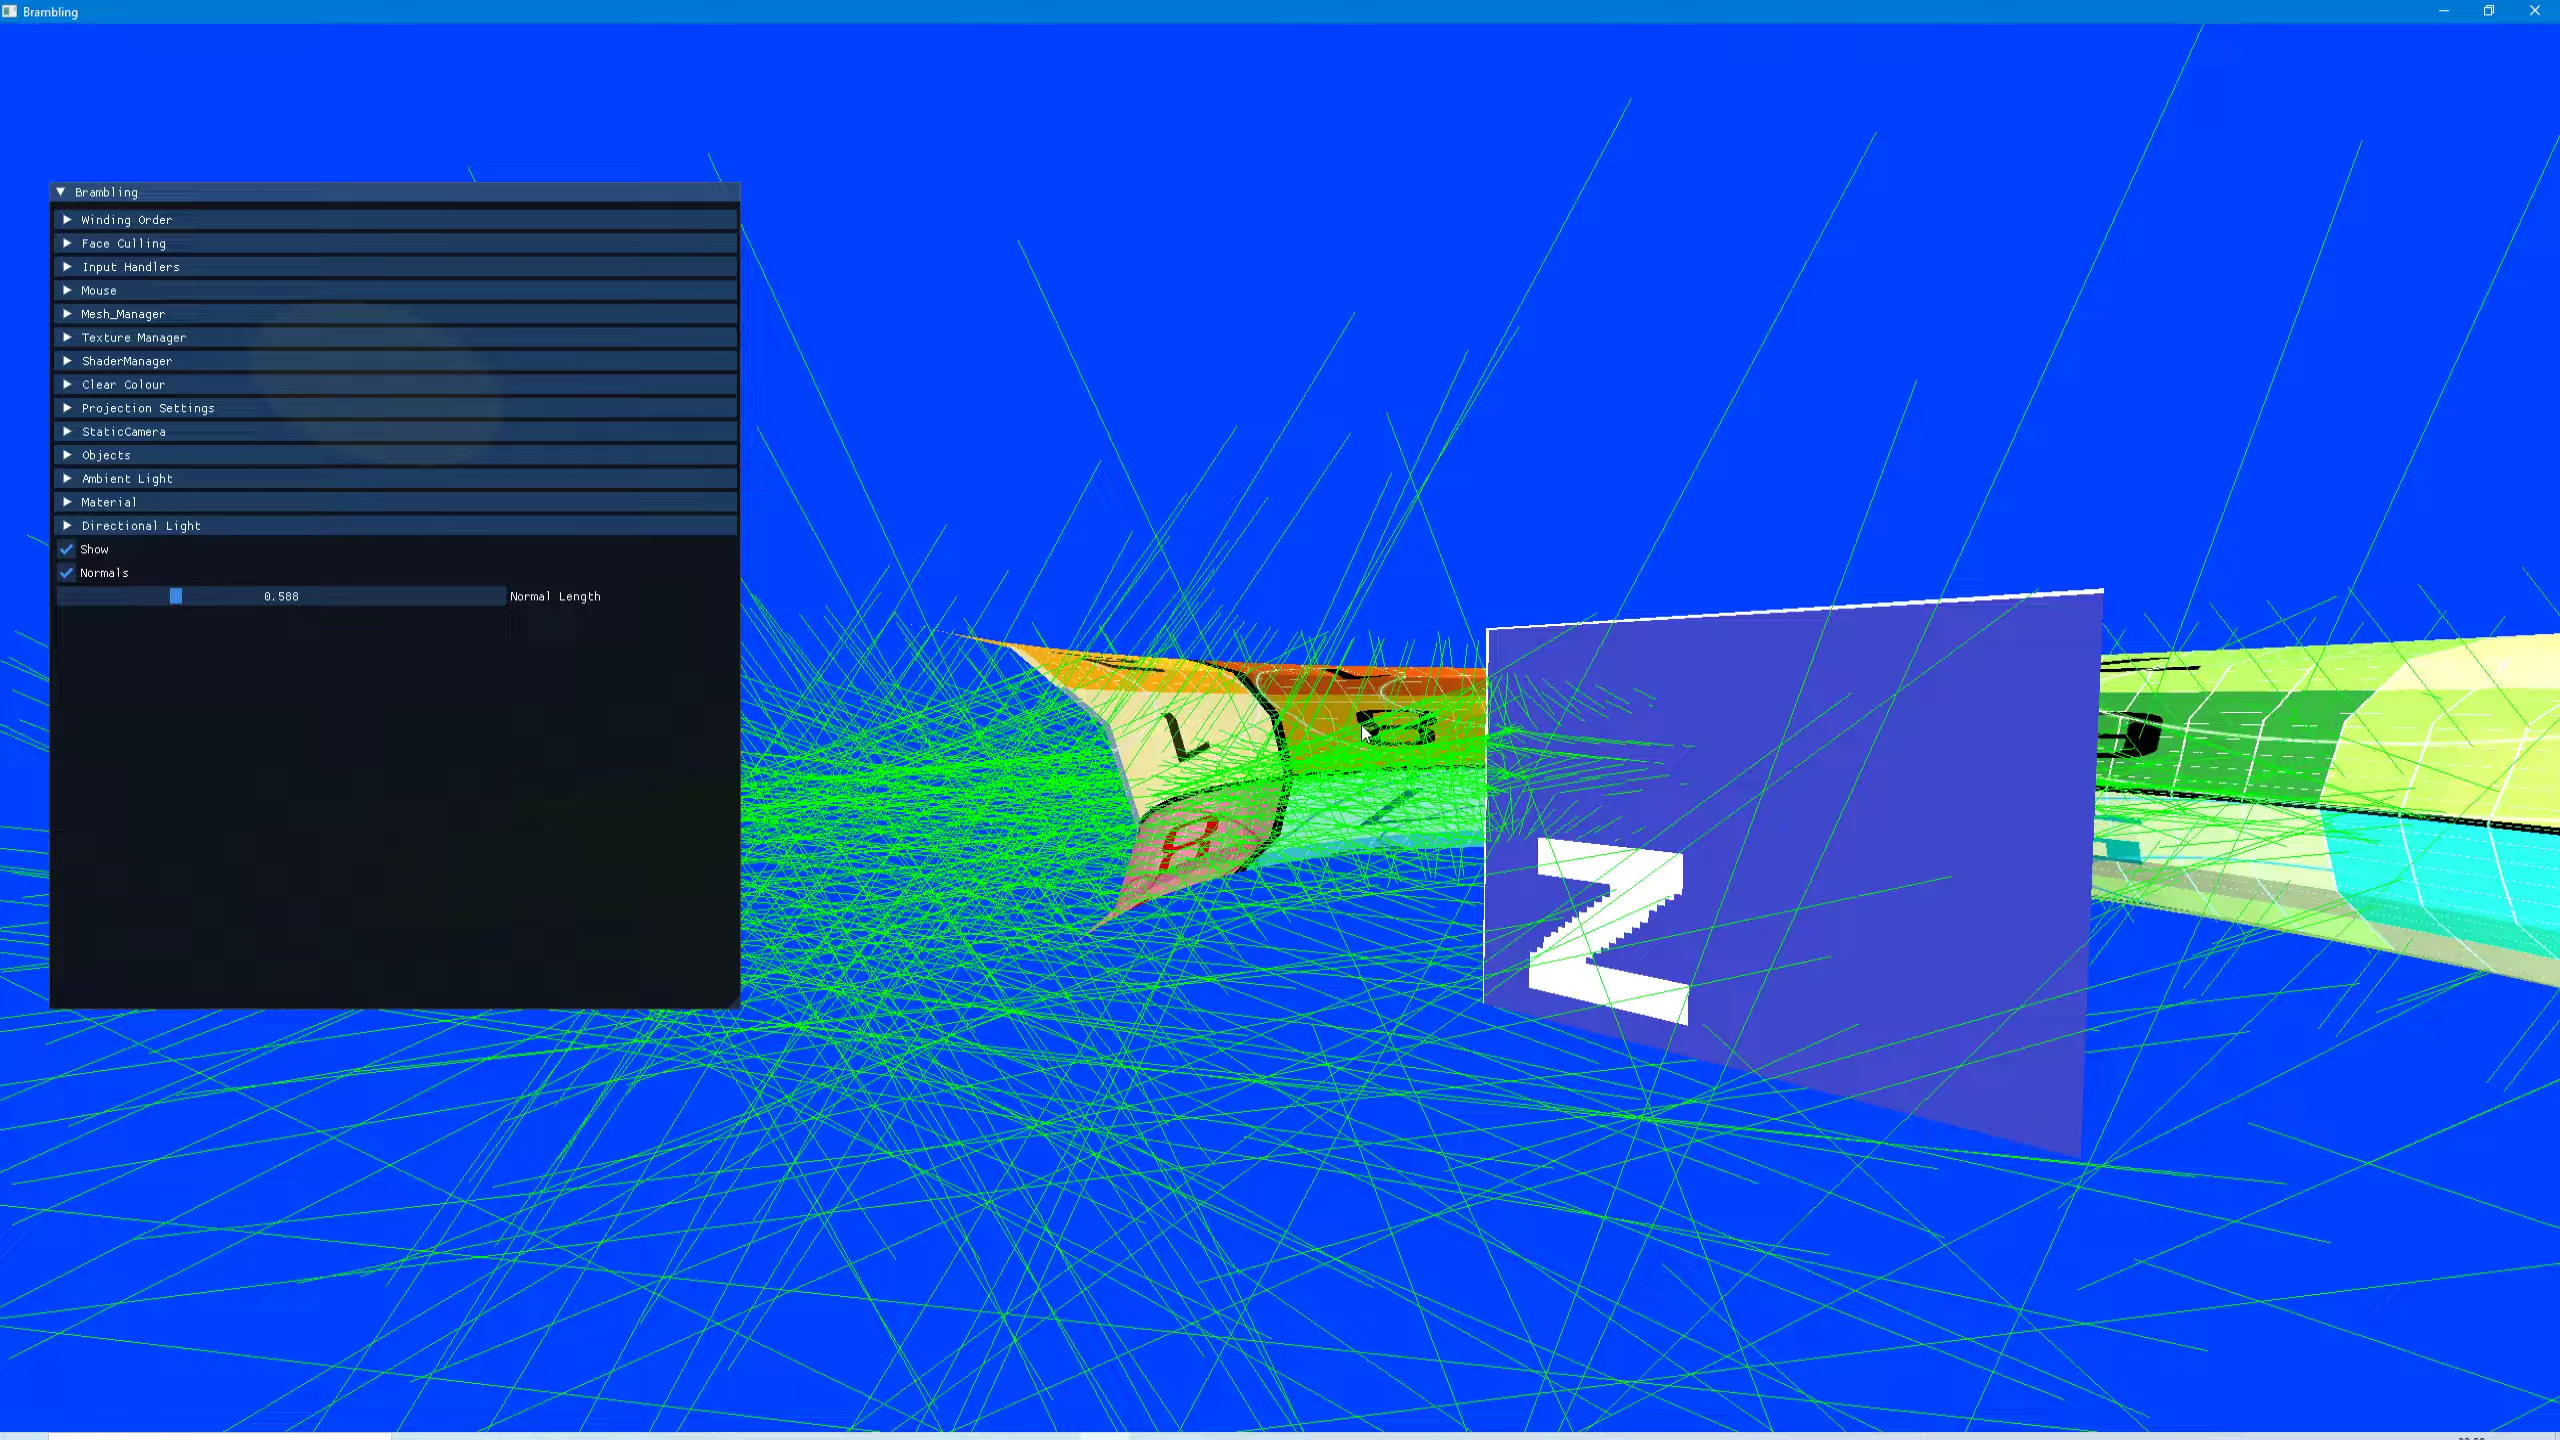 Brambling
Brambling
Winding Order
Face Culling
Input Handlers
Mouse
Mesh_Manager
Texture Manager
ShaderManager
Clear Colour
Projection Settings
StaticCamera
Objects
Ambient Light
Material
Directional Light
Show
Normals
0.588 Normal Length
L
Z